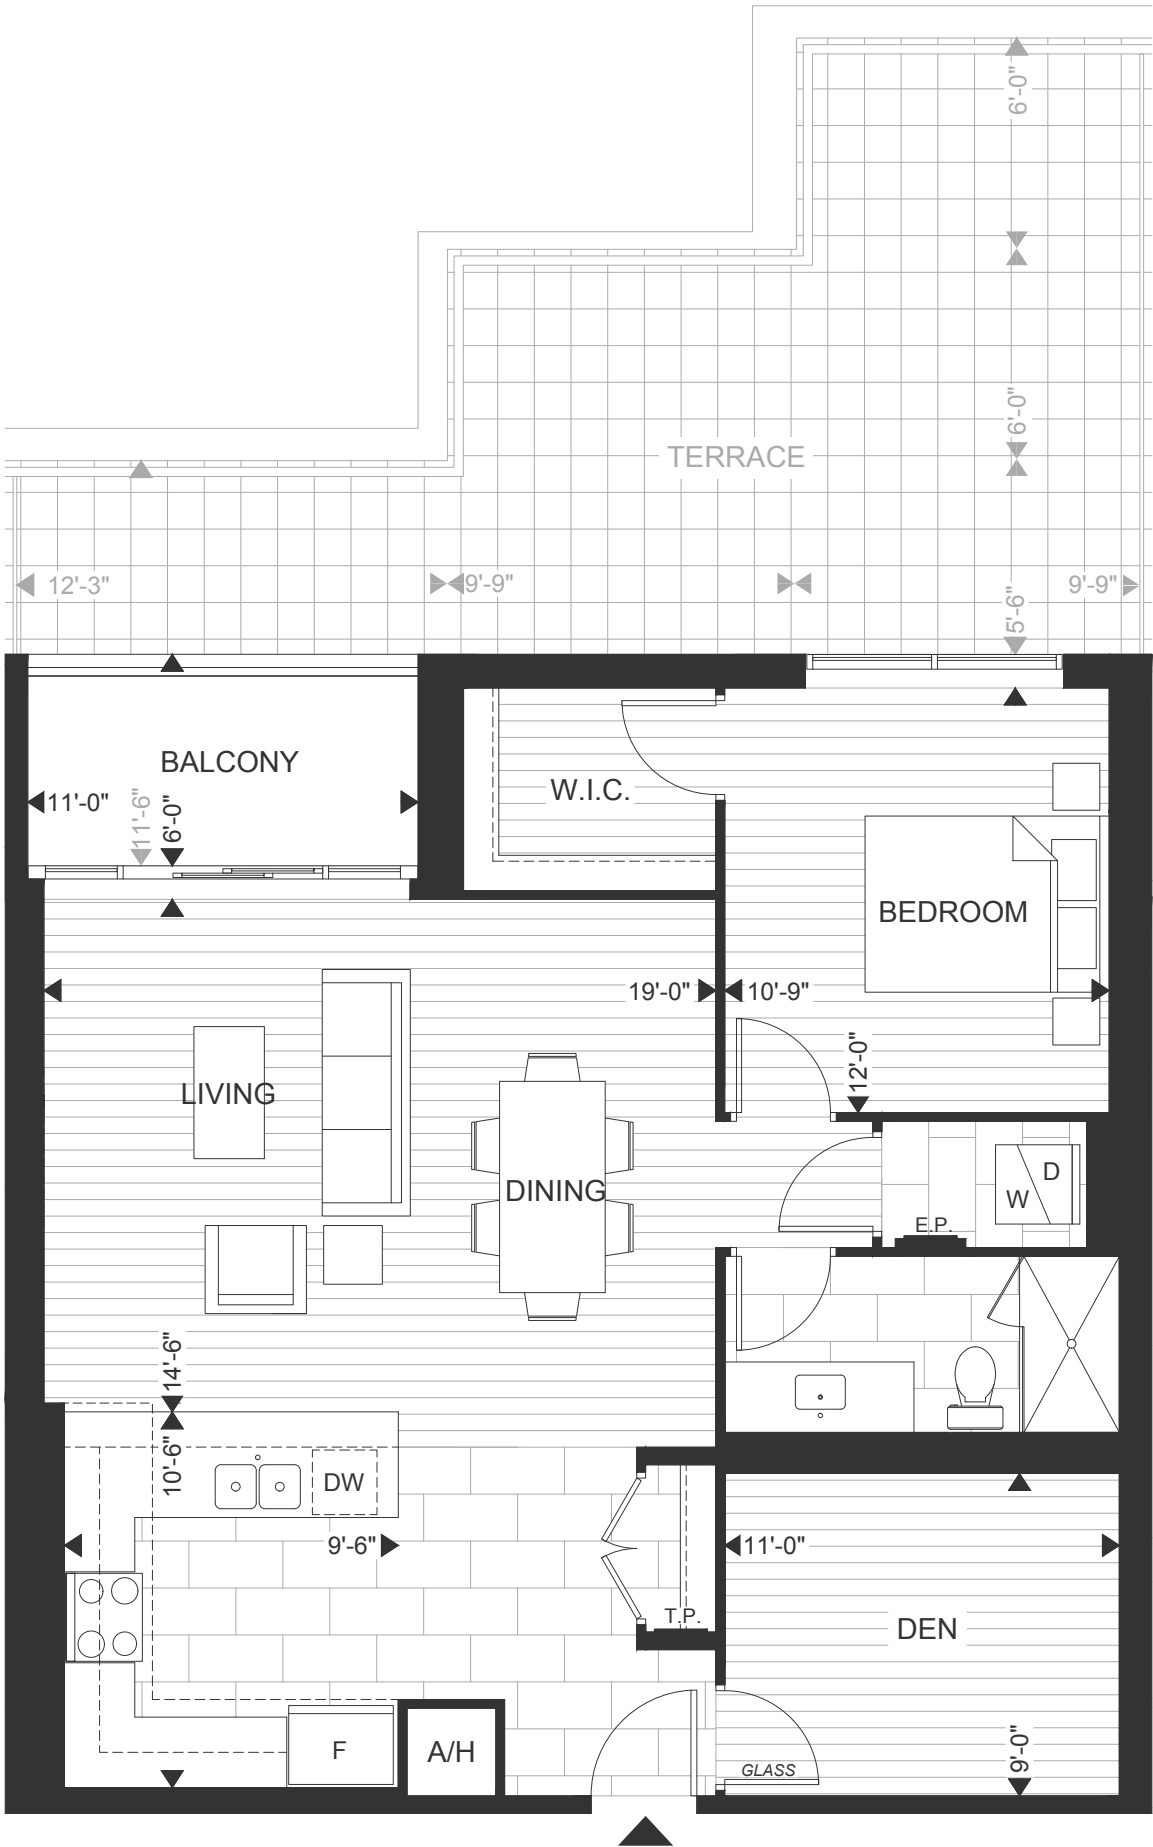 6'-0"
6'-0"
TERRACE
12'-3"
9'-9"
9'-9"
5'-6"
BALCONY
11'-0"
11'-6"
6'-0"
W.I.C.
BEDROOM
19'-0"
10'-9"
12'-0"
LIVING
DINING
D
W
E.P.
14'-6"
10'-6"
DW
9'-6"
11'-0"
T.P.
DEN
F
A/H
GLASS
9'-0"